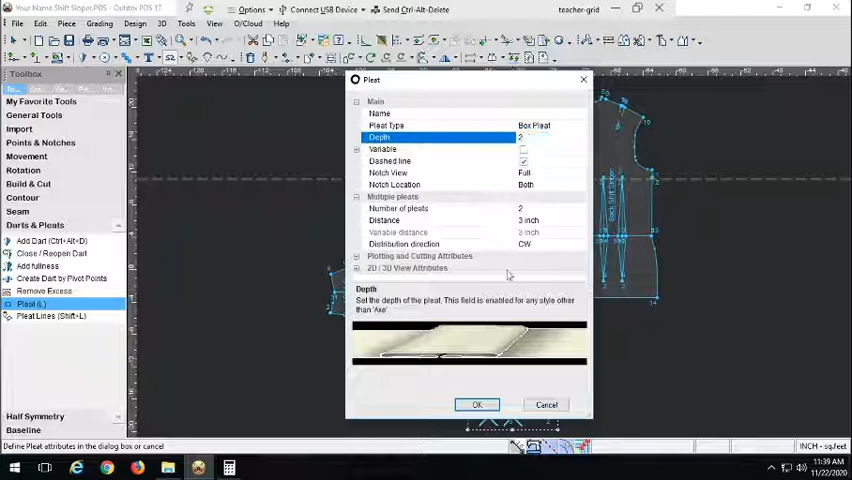 Your Name.Shift Sloper.PDS - Optitex PDS 17
Options
Connect USB Device
Send Ctrl-Alt-Delete
teacher-grid
File Edit Piece Grading Design 3D Tools View O/Cloud Help
Toolbox
To...
My Favorite Tools
General Tools
Import
Points & Notches
Movement
Rotation
Build & Cut
Contour
Seam
Darts & Pleats
Add Dart (Ctrl+Alt+D)
Close / Reopen Dart
Add fullness
Create Dart by Pivot Points
Remove Excess
Pleat (L)
Pleat Lines (Shift+L)
Half Symmetry
Baseline
Pleat
Main
Name
Pleat Type Box Pleat
Depth 2
Variable
Dashed line
Notch View Full
Notch Location Both
Multiple pleats
Number of pleats 2
Distance 3 inch
Variable distance 3 inch
Distribution direction CW
Plotting and Cutting Attributes
2D / 3D View Attributes
Depth
Set the depth of the pleat. This field is enabled for any style other
than 'Axe'
OK Cancel
Back Shift Sloper
Define Pleat attributes in the dialog box or cancel
INCH - sq.feet
11:39 AM
11/22/2020